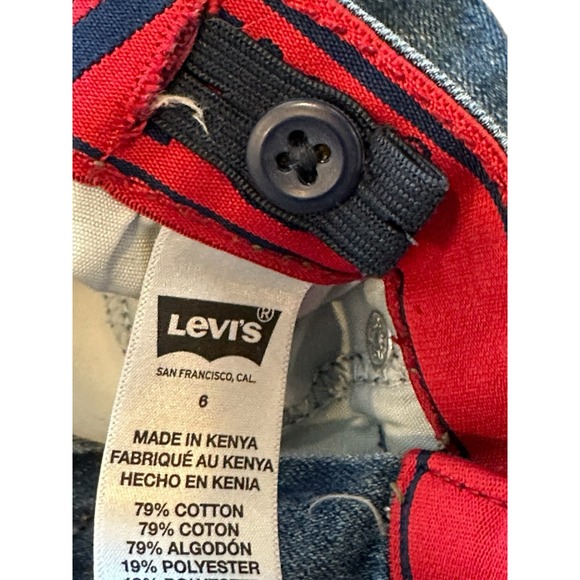 LEVI'S®
SAN FRANCISCO, CAL.
6
MADE IN KENYA
FABRIQUÉ AU KENYA
HECHO EN KENIA
79% COTTON
79% COTON
79% ALGODÓN
19% POLYESTER